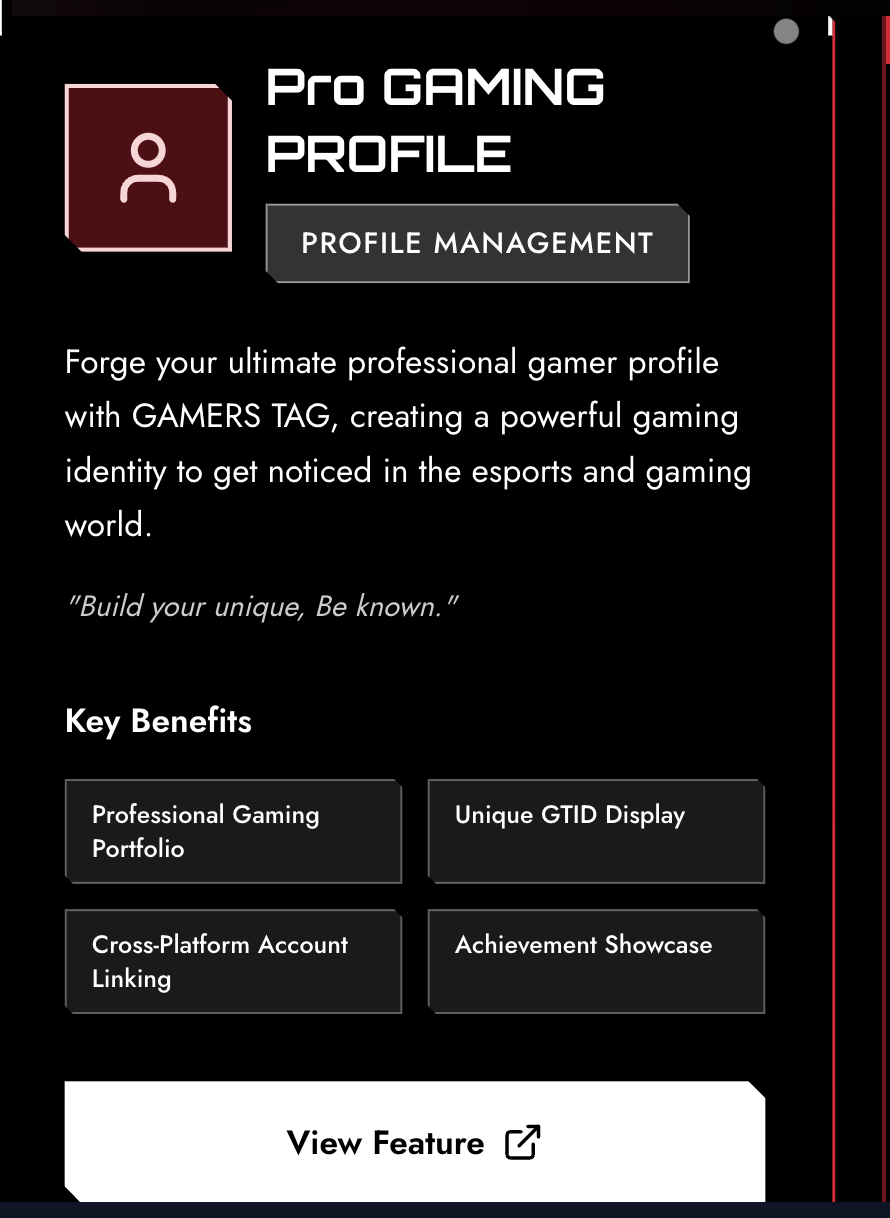 Pro GAMING
PROFILE
PROFILE MANAGEMENT
Forge your ultimate professional gamer profile
with GAMERS TAG, creating a powerful gaming
identity to get noticed in the esports and gaming
world.
"Build your unique, Be known."
Key Benefits
Professional Gaming
Portfolio
Unique GTID Display
Cross-Platform Account
Linking
Achievement Showcase
View Feature